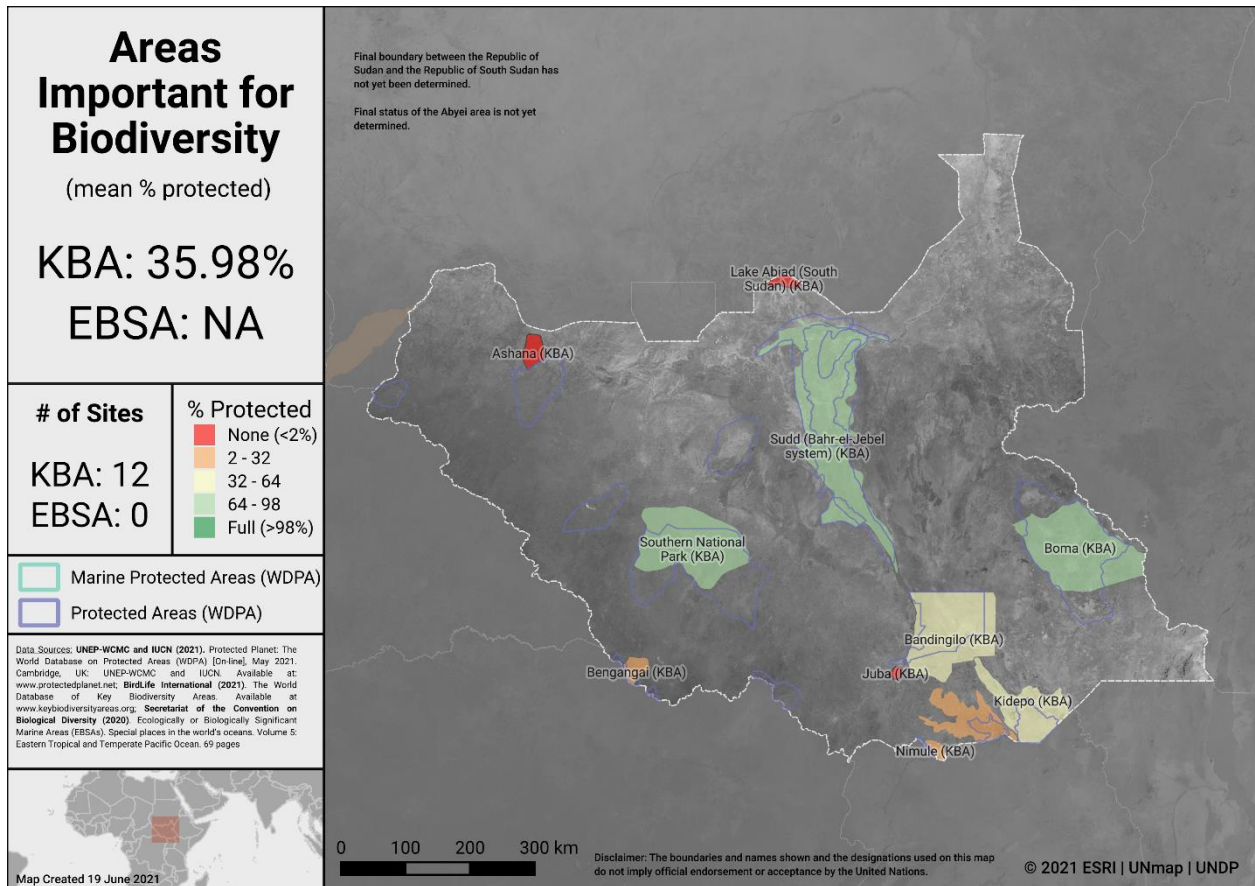 Areas
Important for
Biodiversity
(mean % protected)
KBA: 35.98%
EBSA: NA
# of Sites
KBA: 12
EBSA: 0
% Protected
None (<2%)
2 - 32
32 - 64
64 - 98
Full (>98%)
Marine Protected Areas (WDPA)
Protected Areas (WDPA)
Data Sources: UNEP-WCMC and IUCN (2021). Protected Planet: The
World Database on Protected Areas (WDPA) [On-line], May 2021.
Cambridge, UK: UNEP-WCMC and IUCN. Available at:
www.protectedplanet.net; BirdLife International (2021). The World
Database of Key Biodiversity Areas. Available at
www.keybiodiversityareas.org; Secretariat of the Convention on
Biological Diversity (2020). Ecologically or Biologically Significant
Marine Areas (EBSAs). Special places in the world's oceans. Volume 5:
Eastern Tropical and Temperate Pacific Ocean. 69 pages
Map Created 19 June 2021
Final boundary between the Republic of
Sudan and the Republic of South Sudan has
not yet been determined.
Final status of the Abyei area is not yet
determined.
Lake Abiad (South
Sudan) (KBA)
Ashana (KBA)
Sudd (Bahr-el-Jebel
system) (KBA)
Southern National
Park (KBA)
Boma (KBA)
Bandingilo (KBA)
Bengangai (KBA)
Juba (KBA)
Kidepo (KBA)
Nimule (KBA)
0 100 200 300 km
Disclaimer: The boundaries and names shown and the designations used on this map
do not imply official endorsement or acceptance by the United Nations.
© 2021 ESRI | UNmap | UNDP